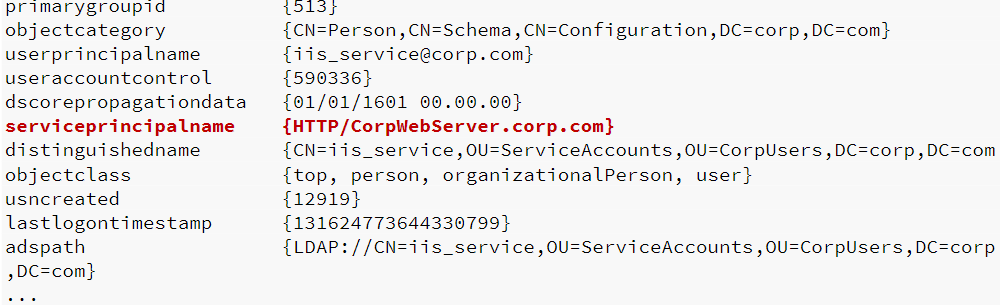 primarygroupid {513}
objectcategory {CN=Person,CN=Schema,CN=Configuration,DC=corp,DC=com}
userprincipalname {iis_service@corp.com}
useraccountcontrol {590336}
dscorepropagationdata {01/01/1601 00.00.00}
serviceprincipalname {HTTP/CorpWebServer.corp.com}
distinguishedname {CN=iis_service,OU=ServiceAccounts,OU=CorpUsers,DC=corp,DC=com
objectclass {top, person, organizationalPerson, user}
usncreated {12919}
lastlogontimestamp {131624773644330799}
adspath {LDAP://CN=iis_service,OU=ServiceAccounts,OU=CorpUsers,DC=corp
,DC=com}
...